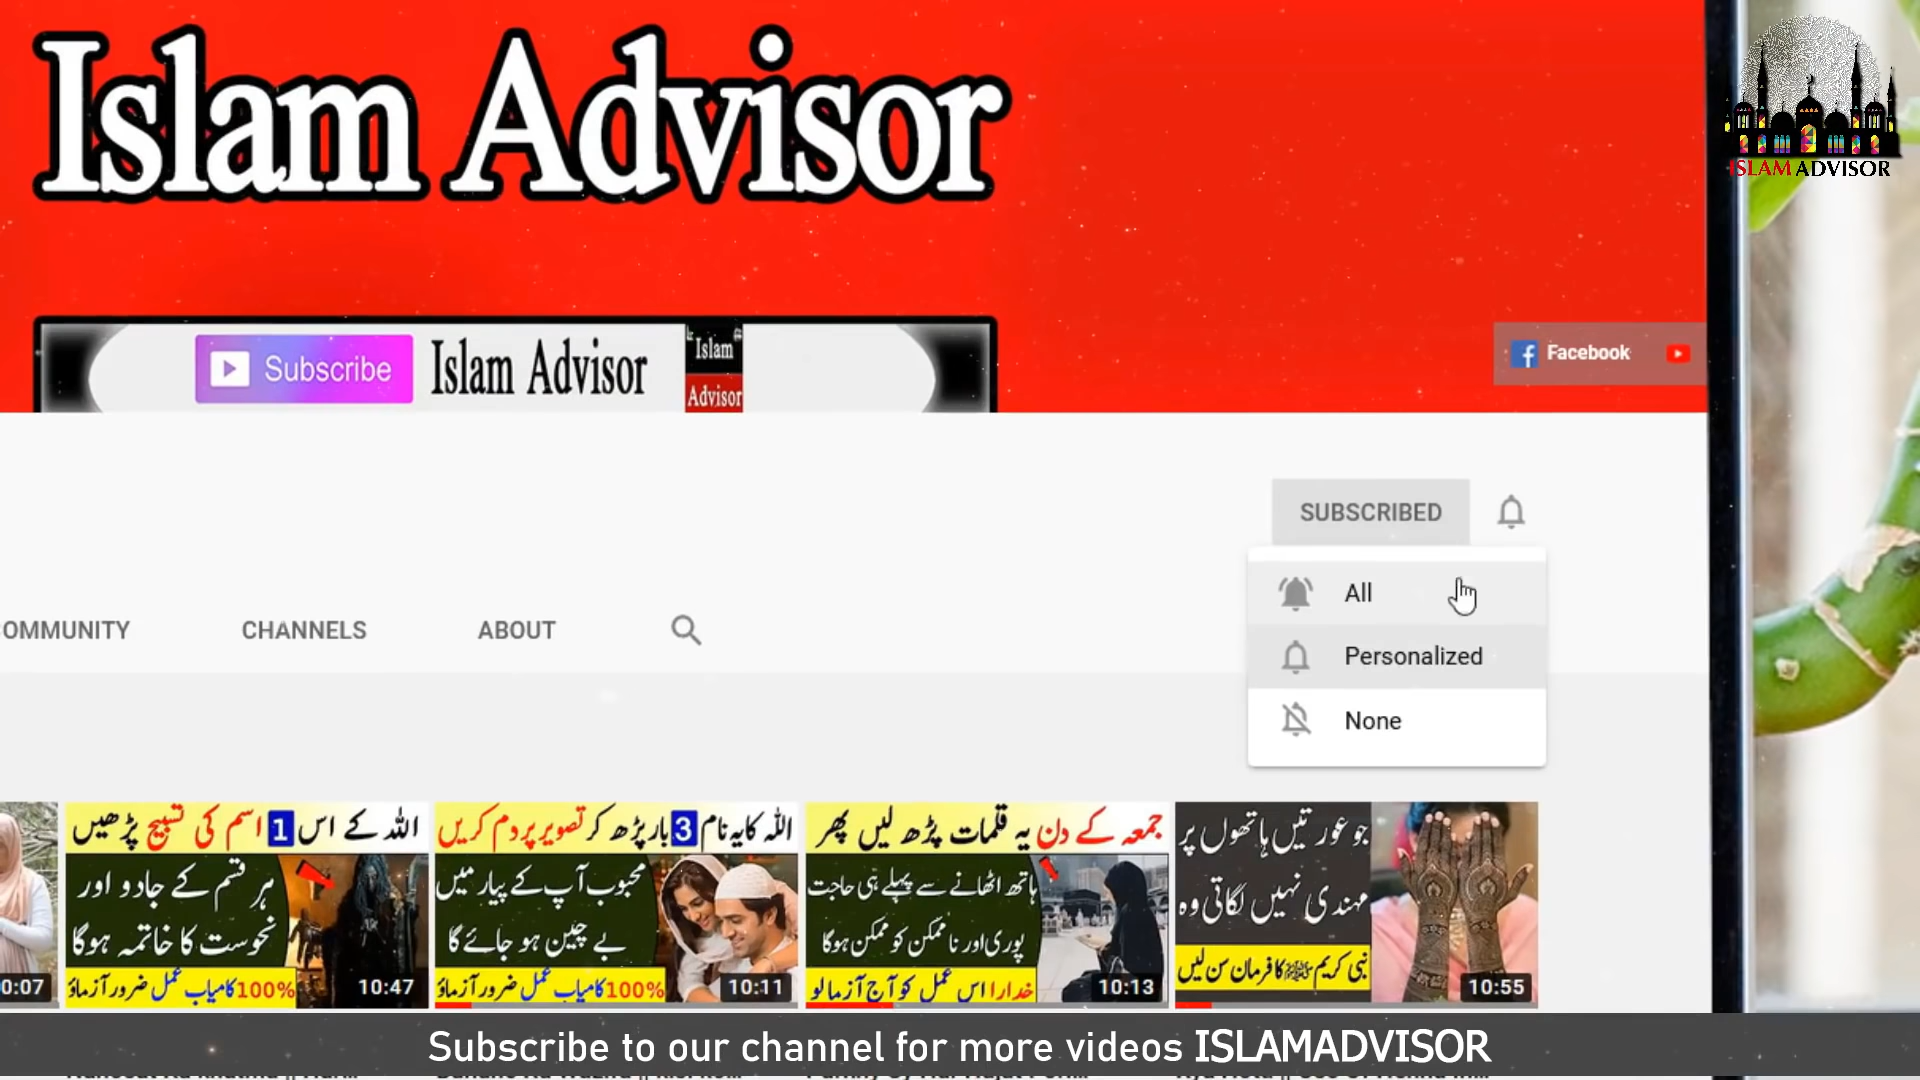 Islam Advisor
ISLAM ADVISOR
Subscribe
Islam Advisor
Islam
Advisor
Facebook
SUBSCRIBED
All
Personalized
None
OMMUNITY
CHANNELS
ABOUT
0:07
اللہ کے اس 1 اسم کی تسبیح پڑھیں
ہر قسم کے جادو اور
نحوست کا خاتمہ ہوگا
100% کامیاب عمل ضرور آزماؤ
10:47
اللہ کا یہ نام 3 بار پڑھ کر تصویر پر دم کریں
محبوب آپ کے پیار میں
بے چین ہو جائے گا
100% کامیاب عمل ضرور آزماؤ
10:11
جمعہ کے دن یہ قلمات پڑھ لیں پھر
ہاتھ اٹھانے سے پہلے ہی حاجت
پوری اور نا ممکن کو ممکن ہوگا
خدارا اس عمل کو آج آزما لو
10:13
جو عورتیں ہاتھوں پر
مہندی نہیں لگاتی وہ
نبی کریم ﷺ کا فرمان سن لیں
10:55
Subscribe to our channel for more videos ISLAMADVISOR